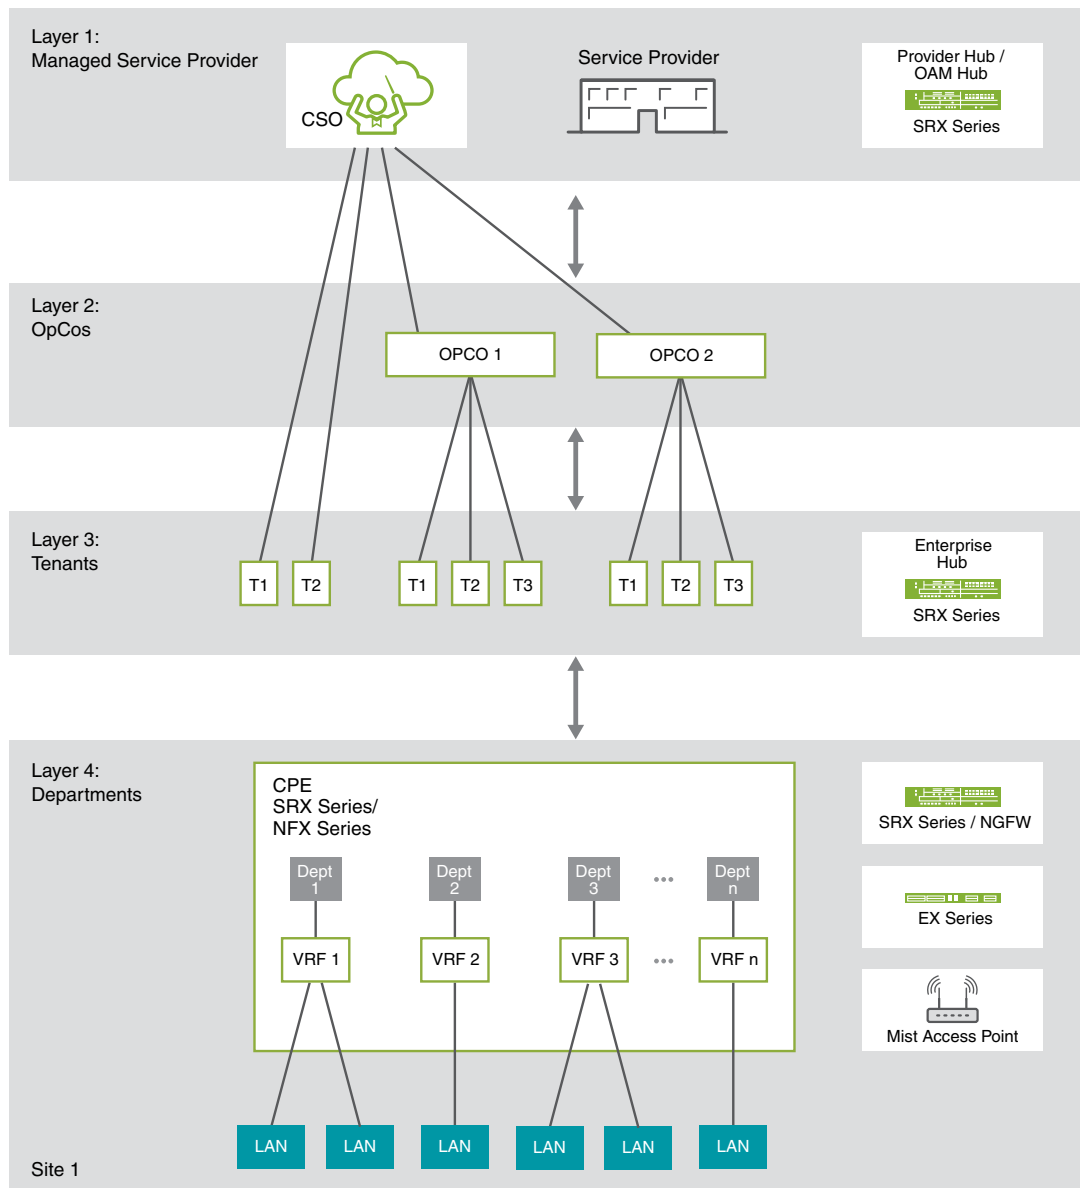 Layer 1:
Managed Service Provider
CSO
Service Provider
Provider Hub /
OAM Hub
SRX Series
Layer 2:
OpCos
OPCO 1
OPCO 2
Layer 3:
Tenants
T1
T2
T1
T2
T3
T1
T2
T3
Enterprise
Hub
SRX Series
Layer 4:
Departments
CPE
SRX Series/
NFX Series
Dept
1
Dept
2
Dept
3
•••
Dept
n
VRF 1
VRF 2
VRF 3
•••
VRF n
SRX Series / NGFW
EX Series
Mist Access Point
LAN
LAN
LAN
LAN
LAN
LAN
Site 1